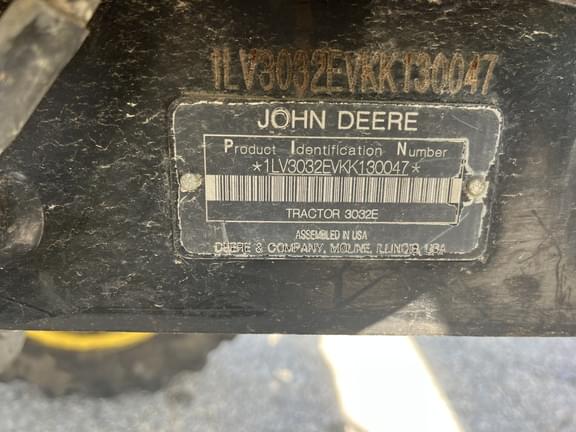 1LV3032EVKK130047
JOHN DEERE
Product Identification Number
*1LV3032EVKK130047*
TRACTOR 3032E
ASSEMBLED IN USA
DEERE & COMPANY, MOLINE, ILLINOIS, USA